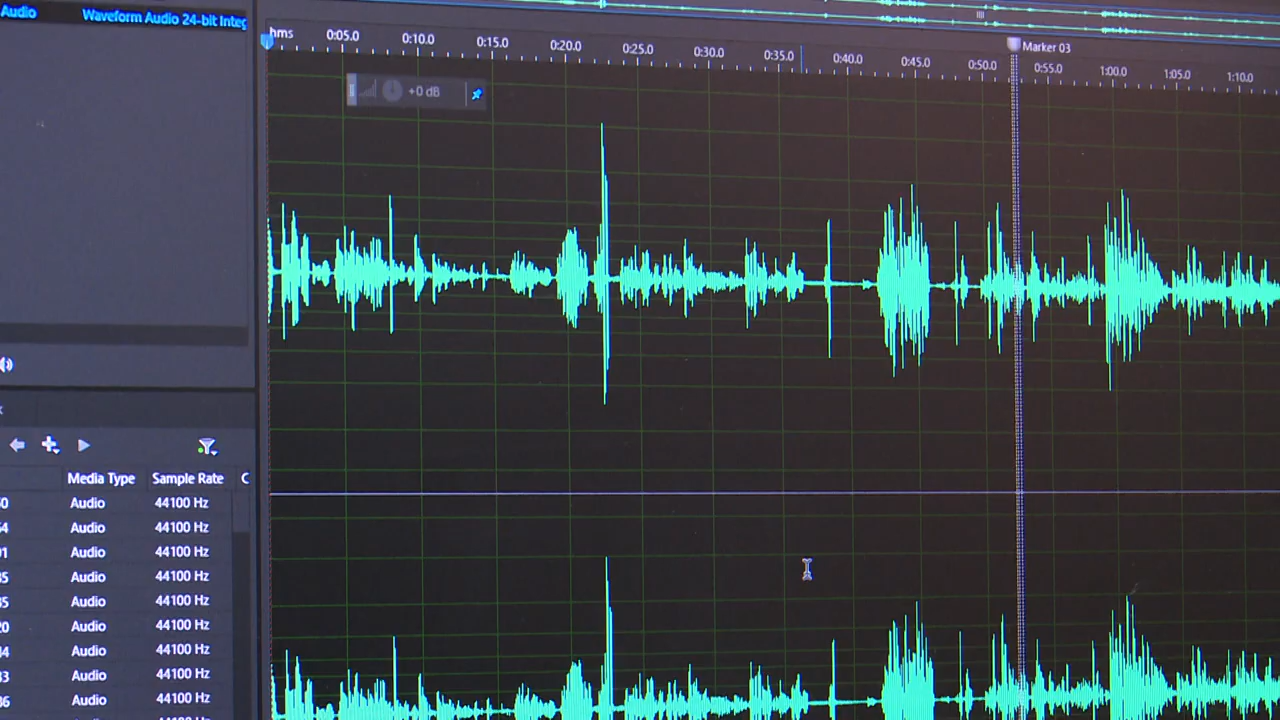 Audio Waveform Audio 24-bit Integ
hms 0:05.0 0:10.0 0:15.0 0:20.0 0:25.0 0:30.0 0:35.0 0:40.0 0:45.0 0:50.0 0:55.0 1:00.0 1:05.0 1:10.0
Marker 03
+0 dB
Media Type Sample Rate C
Audio 44100 Hz
Audio 44100 Hz
Audio 44100 Hz
Audio 44100 Hz
Audio 44100 Hz
Audio 44100 Hz
Audio 44100 Hz
Audio 44100 Hz
Audio 44100 Hz